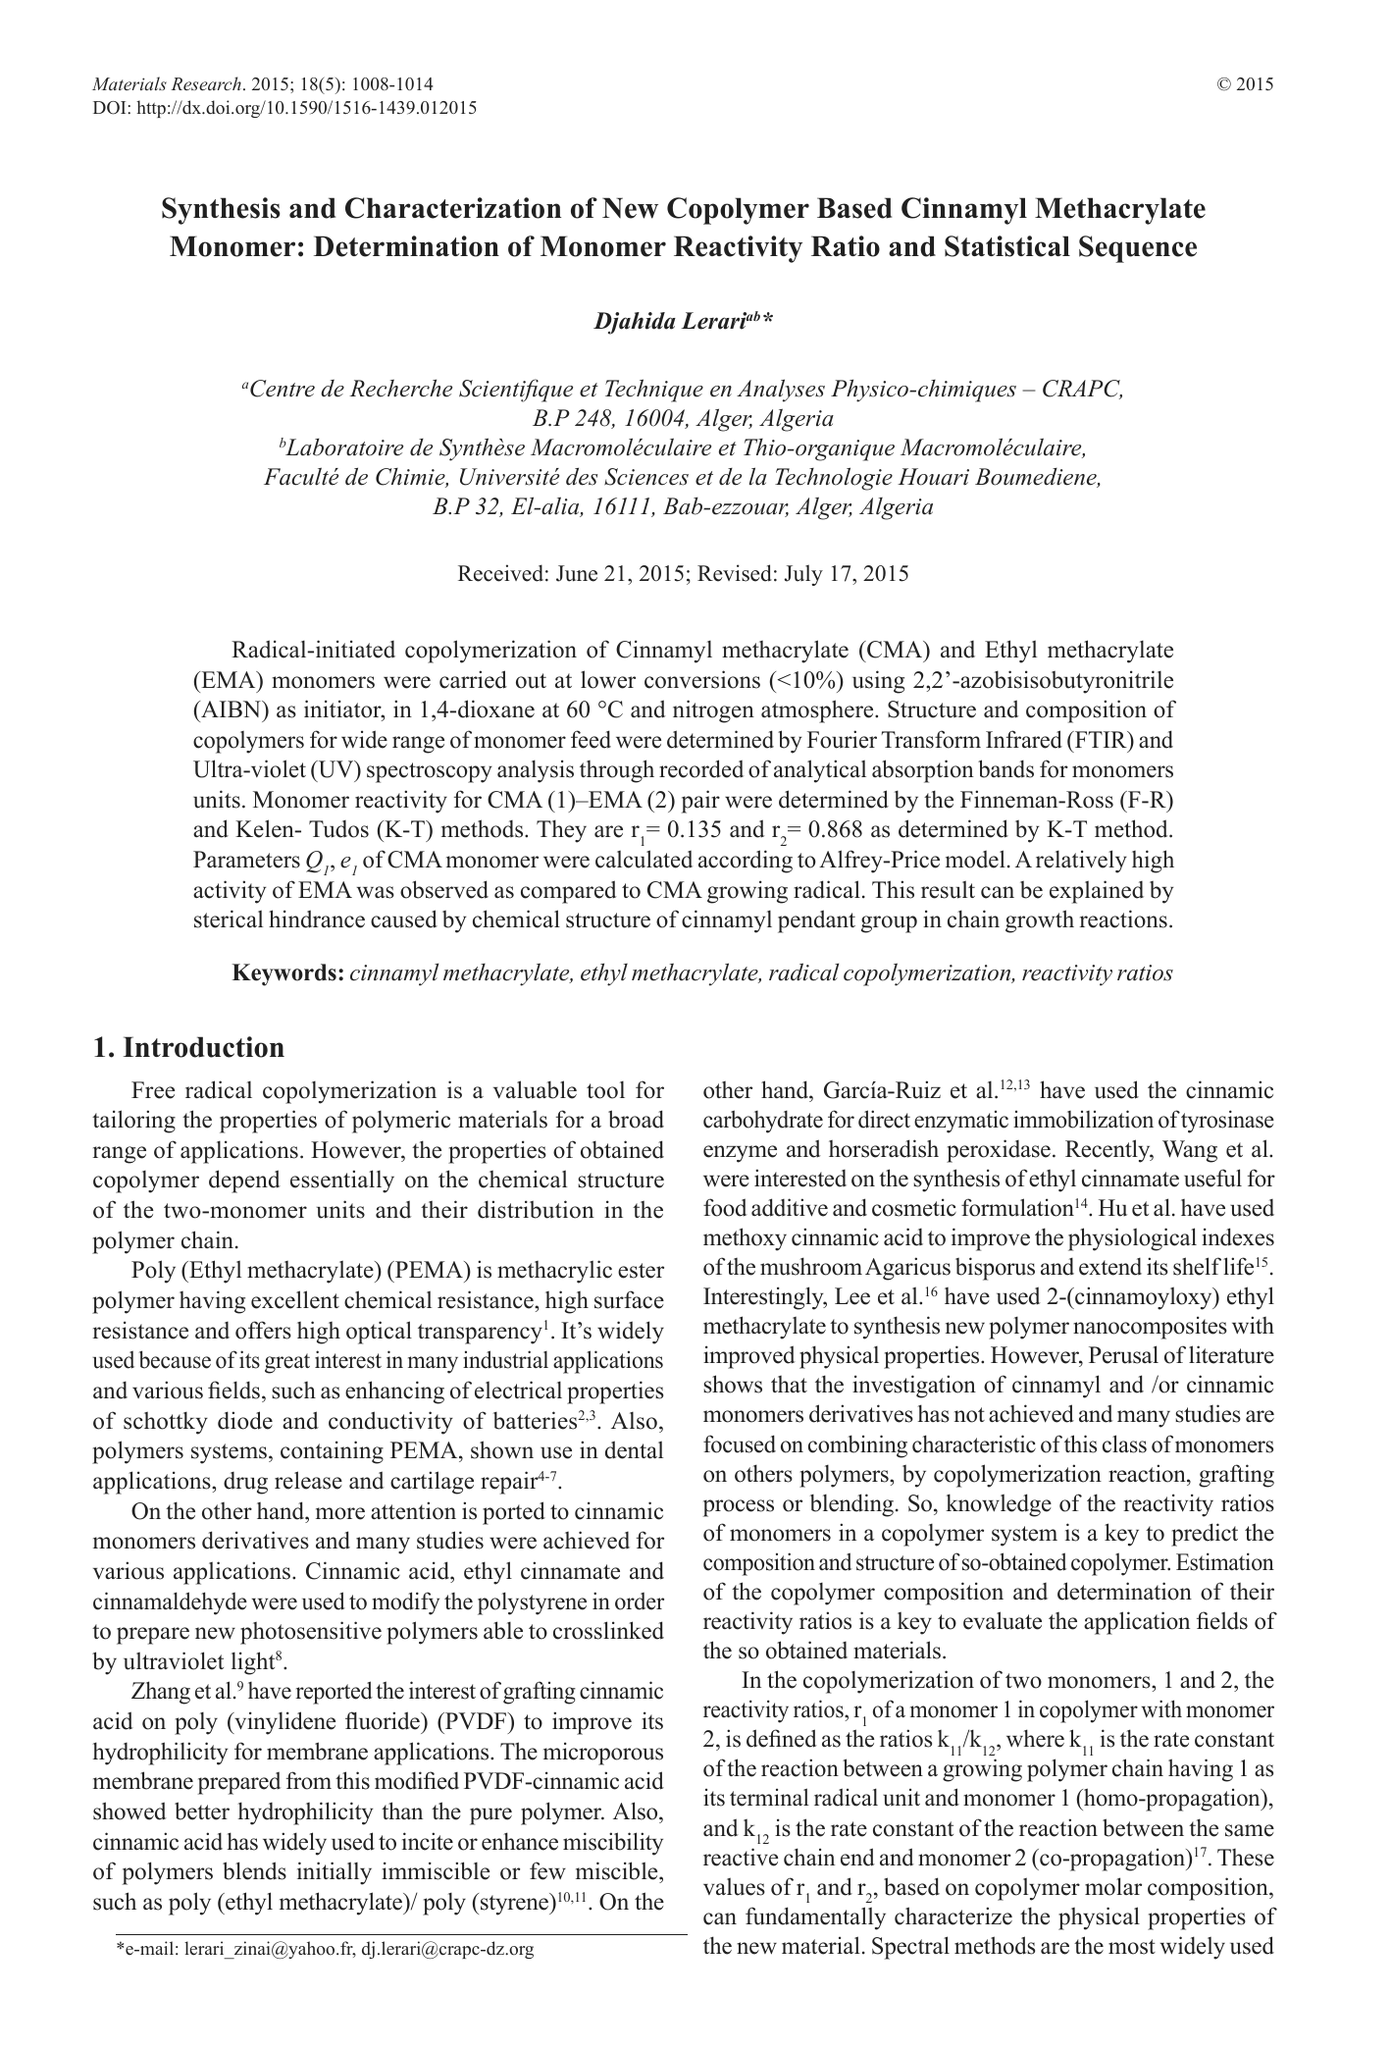 Materials Research. 2015; 18(5): 1008-1014
© 2015
DOI: http://dx.doi.org/10.1590/1516-1439.012015
Synthesis and Characterization of New Copolymer Based Cinnamyl Methacrylate
Monomer: Determination of Monomer Reactivity Ratio and Statistical Sequence
Djahida Lerariab*
aCentre de Recherche Scientifique et Technique en Analyses Physico-chimiques – CRAPC,
B.P 248, 16004, Alger, Algeria
bLaboratoire de Synthèse Macromoléculaire et Thio-organique Macromoléculaire,
Faculté de Chimie, Université des Sciences et de la Technologie Houari Boumediene,
B.P 32, El-alia, 16111, Bab-ezzouar, Alger, Algeria
Received: June 21, 2015; Revised: July 17, 2015
Radical-initiated copolymerization of Cinnamyl methacrylate (CMA) and Ethyl methacrylate
(EMA) monomers were carried out at lower conversions (<10%) using 2,2’-azobisisobutyronitrile
(AIBN) as initiator, in 1,4-dioxane at 60 °C and nitrogen atmosphere. Structure and composition of
copolymers for wide range of monomer feed were determined by Fourier Transform Infrared (FTIR) and
Ultra-violet (UV) spectroscopy analysis through recorded of analytical absorption bands for monomers
units. Monomer reactivity for CMA (1)–EMA (2) pair were determined by the Finneman-Ross (F-R)
and Kelen- Tudos (K-T) methods. They are r1= 0.135 and r2= 0.868 as determined by K-T method.
Parameters Q1, e1 of CMA monomer were calculated according to Alfrey-Price model. A relatively high
activity of EMA was observed as compared to CMA growing radical. This result can be explained by
sterical hindrance caused by chemical structure of cinnamyl pendant group in chain growth reactions.
Keywords: cinnamyl methacrylate, ethyl methacrylate, radical copolymerization, reactivity ratios
1. Introduction
Free radical copolymerization is a valuable tool for
tailoring the properties of polymeric materials for a broad
range of applications. However, the properties of obtained
copolymer depend essentially on the chemical structure
of the two-monomer units and their distribution in the
polymer chain.
Poly (Ethyl methacrylate) (PEMA) is methacrylic ester
polymer having excellent chemical resistance, high surface
resistance and offers high optical transparency1. It’s widely
used because of its great interest in many industrial applications
and various fields, such as enhancing of electrical properties
of schottky diode and conductivity of batteries2,3. Also,
polymers systems, containing PEMA, shown use in dental
applications, drug release and cartilage repair4-7.
On the other hand, more attention is ported to cinnamic
monomers derivatives and many studies were achieved for
various applications. Cinnamic acid, ethyl cinnamate and
cinnamaldehyde were used to modify the polystyrene in order
to prepare new photosensitive polymers able to crosslinked
by ultraviolet light8.
Zhang et al.9 have reported the interest of grafting cinnamic
acid on poly (vinylidene fluoride) (PVDF) to improve its
hydrophilicity for membrane applications. The microporous
membrane prepared from this modified PVDF-cinnamic acid
showed better hydrophilicity than the pure polymer. Also,
cinnamic acid has widely used to incite or enhance miscibility
of polymers blends initially immiscible or few miscible,
such as poly (ethyl methacrylate)/ poly (styrene)10,11. On the
*e-mail: lerari_zinai@yahoo.fr, dj.lerari@crapc-dz.org
other hand, García-Ruiz et al.12,13 have used the cinnamic
carbohydrate for direct enzymatic immobilization of tyrosinase
enzyme and horseradish peroxidase. Recently, Wang et al.
were interested on the synthesis of ethyl cinnamate useful for
food additive and cosmetic formulation14. Hu et al. have used
methoxy cinnamic acid to improve the physiological indexes
of the mushroom Agaricus bisporus and extend its shelf life15.
Interestingly, Lee et al.16 have used 2-(cinnamoyloxy) ethyl
methacrylate to synthesis new polymer nanocomposites with
improved physical properties. However, Perusal of literature
shows that the investigation of cinnamyl and /or cinnamic
monomers derivatives has not achieved and many studies are
focused on combining characteristic of this class of monomers
on others polymers, by copolymerization reaction, grafting
process or blending. So, knowledge of the reactivity ratios
of monomers in a copolymer system is a key to predict the
composition and structure of so-obtained copolymer. Estimation
of the copolymer composition and determination of their
reactivity ratios is a key to evaluate the application fields of
the so obtained materials.
In the copolymerization of two monomers, 1 and 2, the
reactivity ratios, r1 of a monomer 1 in copolymer with monomer
2, is defined as the ratios k11/k12, where k11 is the rate constant
of the reaction between a growing polymer chain having 1 as
its terminal radical unit and monomer 1 (homo-propagation),
and k12 is the rate constant of the reaction between the same
reactive chain end and monomer 2 (co-propagation)17. These
values of r1 and r2, based on copolymer molar composition,
can fundamentally characterize the physical properties of
the new material. Spectral methods are the most widely used